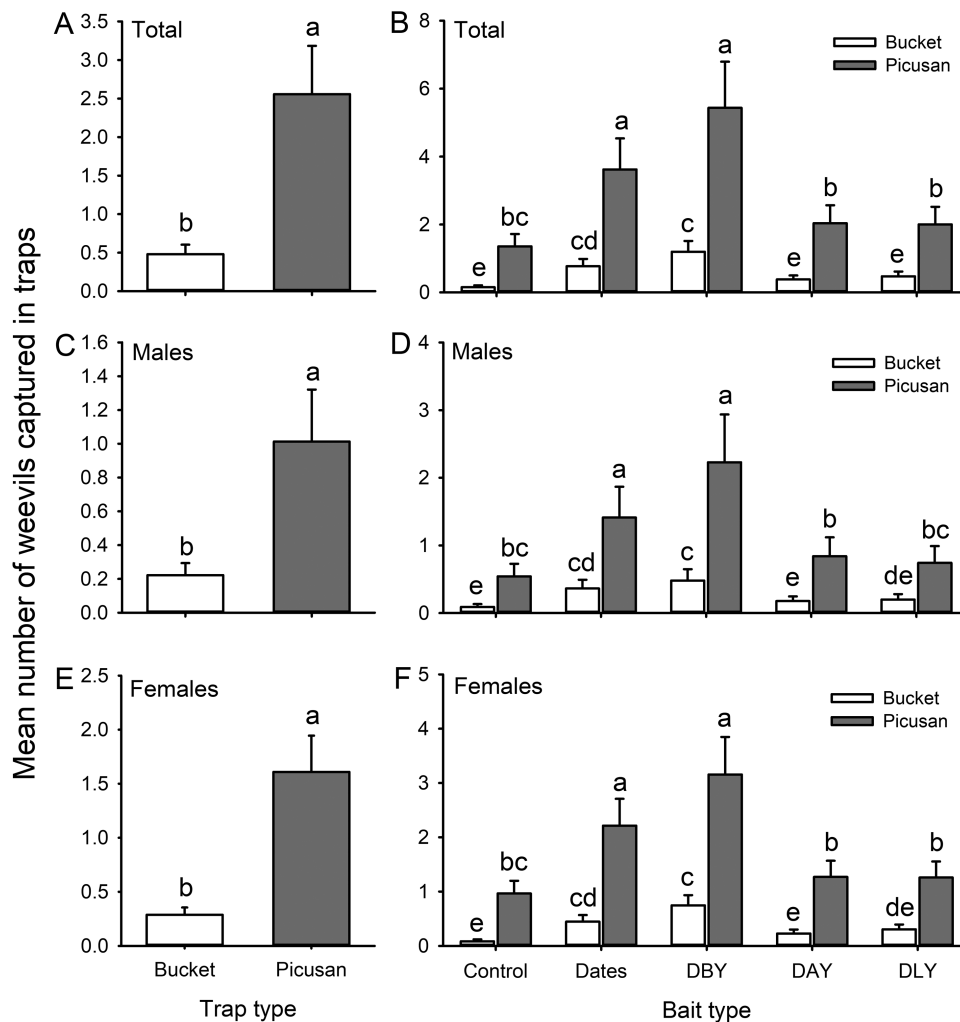 Mean number of weevils captured in traps
A Total
3.5
3.0
2.5
2.0
1.5
1.0
0.5
0.0
b
a
B Total
8
6
4
2
0
Bucket
Picusan
e
bc
cd
a
c
a
e
b
e
b
C Males
1.6
1.4
1.2
1.0
0.8
0.6
0.4
0.2
0.0
b
a
D Males
4
3
2
1
0
Bucket
Picusan
e
bc
cd
a
c
a
e
b
de
bc
E Females
2.5
2.0
1.5
1.0
0.5
0.0
b
a
Bucket Picusan
Trap type
F Females
5
4
3
2
1
0
Bucket
Picusan
e
bc
cd
a
c
a
e
b
de
b
Control Dates DBY DAY DLY
Bait type